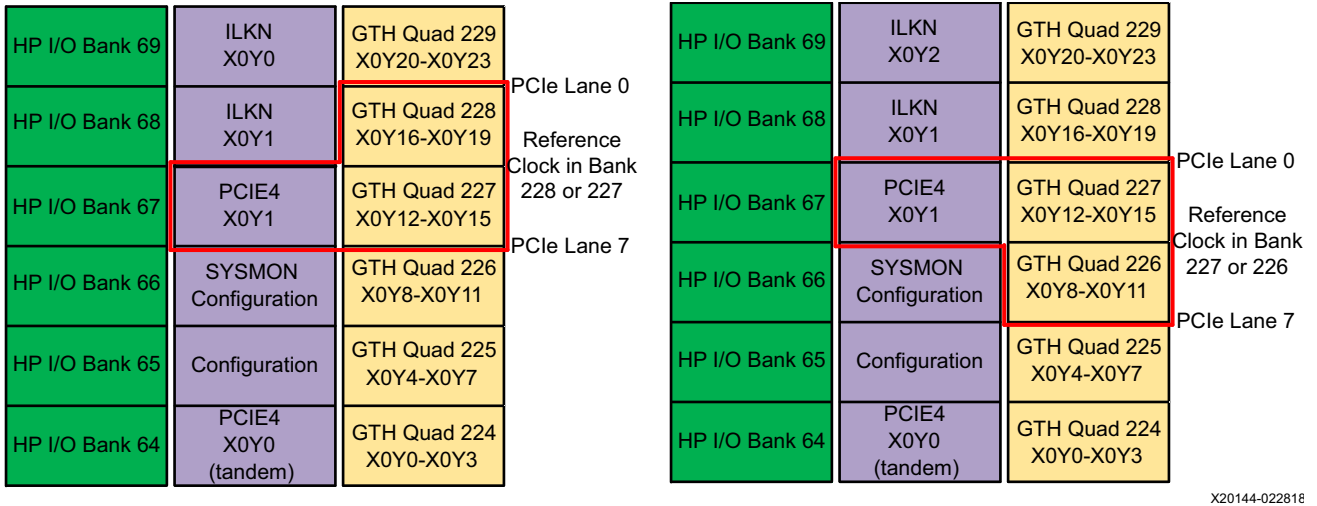 HP I/O Bank 69
ILKN
X0Y0
GTH Quad 229
X0Y20-X0Y23
PCIe Lane 0
HP I/O Bank 68
ILKN
X0Y1
GTH Quad 228
X0Y16-X0Y19
Reference
Clock in Bank
228 or 227
HP I/O Bank 67
PCIE4
X0Y1
GTH Quad 227
X0Y12-X0Y15
PCIe Lane 7
HP I/O Bank 66
SYSMON
Configuration
GTH Quad 226
X0Y8-X0Y11
HP I/O Bank 65
Configuration
GTH Quad 225
X0Y4-X0Y7
HP I/O Bank 64
PCIE4
X0Y0
(tandem)
GTH Quad 224
X0Y0-X0Y3
HP I/O Bank 69
ILKN
X0Y2
GTH Quad 229
X0Y20-X0Y23
HP I/O Bank 68
ILKN
X0Y1
GTH Quad 228
X0Y16-X0Y19
PCIe Lane 0
HP I/O Bank 67
PCIE4
X0Y1
GTH Quad 227
X0Y12-X0Y15
Reference
Clock in Bank
227 or 226
HP I/O Bank 66
SYSMON
Configuration
GTH Quad 226
X0Y8-X0Y11
PCIe Lane 7
HP I/O Bank 65
Configuration
GTH Quad 225
X0Y4-X0Y7
HP I/O Bank 64
PCIE4
X0Y0
(tandem)
GTH Quad 224
X0Y0-X0Y3
X20144-022818